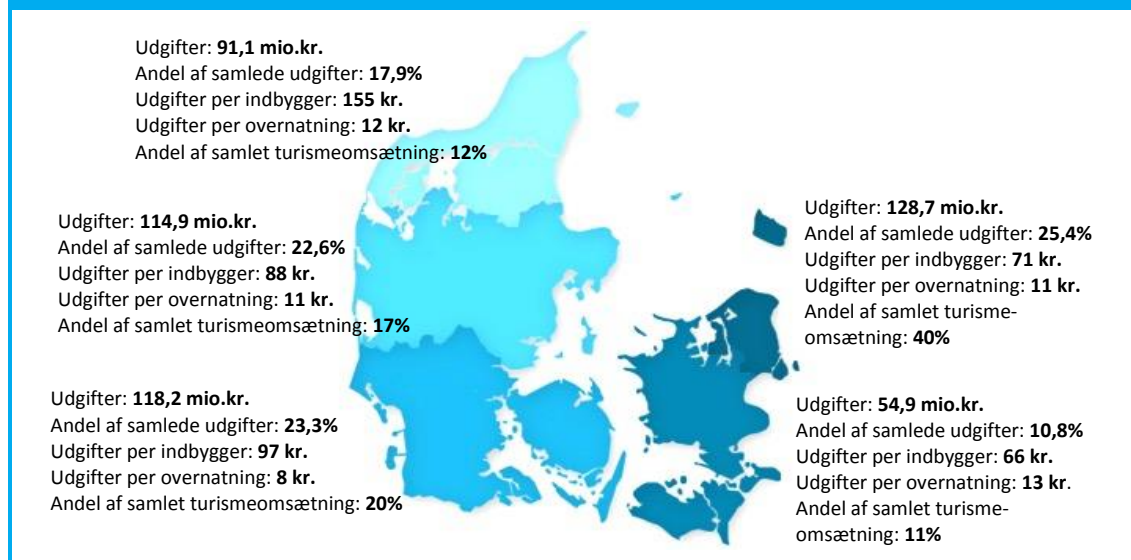 Udgifter: 91,1 mio.kr.
Andel af samlede udgifter: 17,9%
Udgifter per indbygger: 155 kr.
Udgifter per overnatning: 12 kr.
Andel af samlet turismeomsætning: 12%
Udgifter: 114,9 mio.kr.
Andel af samlede udgifter: 22,6%
Udgifter per indbygger: 88 kr.
Udgifter per overnatning: 11 kr.
Andel af samlet turismeomsætning: 17%
Udgifter: 128,7 mio.kr.
Andel af samlede udgifter: 25,4%
Udgifter per indbygger: 71 kr.
Udgifter per overnatning: 11 kr.
Andel af samlet turisme-
omsætning: 40%
Udgifter: 118,2 mio.kr.
Andel af samlede udgifter: 23,3%
Udgifter per indbygger: 97 kr.
Udgifter per overnatning: 8 kr.
Andel af samlet turismeomsætning: 20%
Udgifter: 54,9 mio.kr.
Andel af samlede udgifter: 10,8%
Udgifter per indbygger: 66 kr.
Udgifter per overnatning: 13 kr.
Andel af samlet turisme-
omsætning: 11%